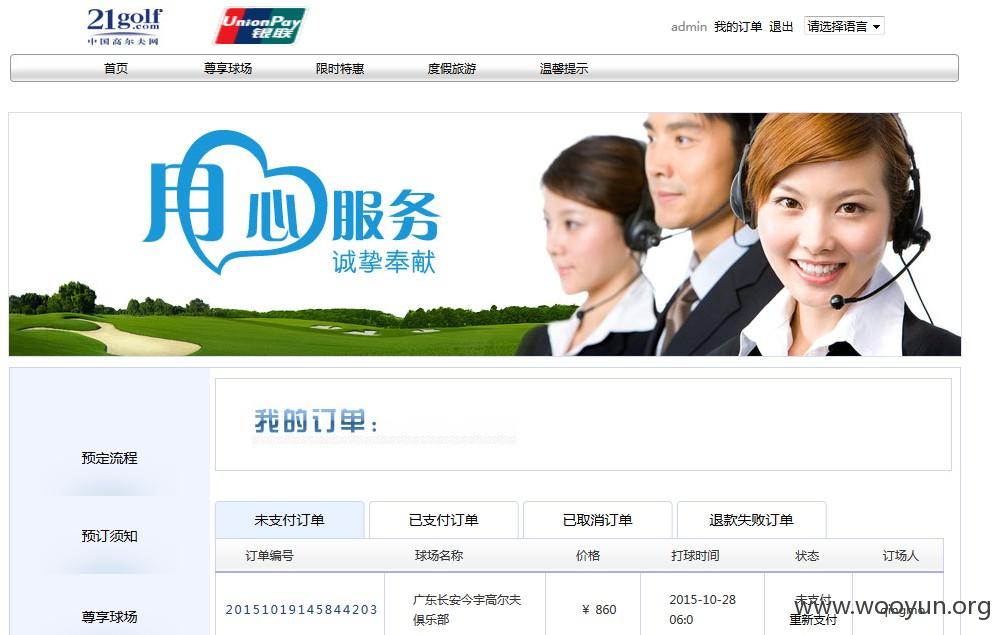 21golf
.com
中国高尔夫网
UnionPay
银联
admin 我的订单 退出 请选择语言
首页 尊享球场 限时特惠 度假旅游 温馨提示
用心服务
诚挚奉献
我的订单：
预定流程
预订须知
尊享球场
未支付订单 已支付订单 已取消订单 退款失败订单
订单编号 球场名称 价格 打球时间 状态 订场人
20151019145844203 广东长安今宇高尔夫俱乐部 ¥ 860 2015-10-28 06:0 未支付 重新支付
www.wooyun.org